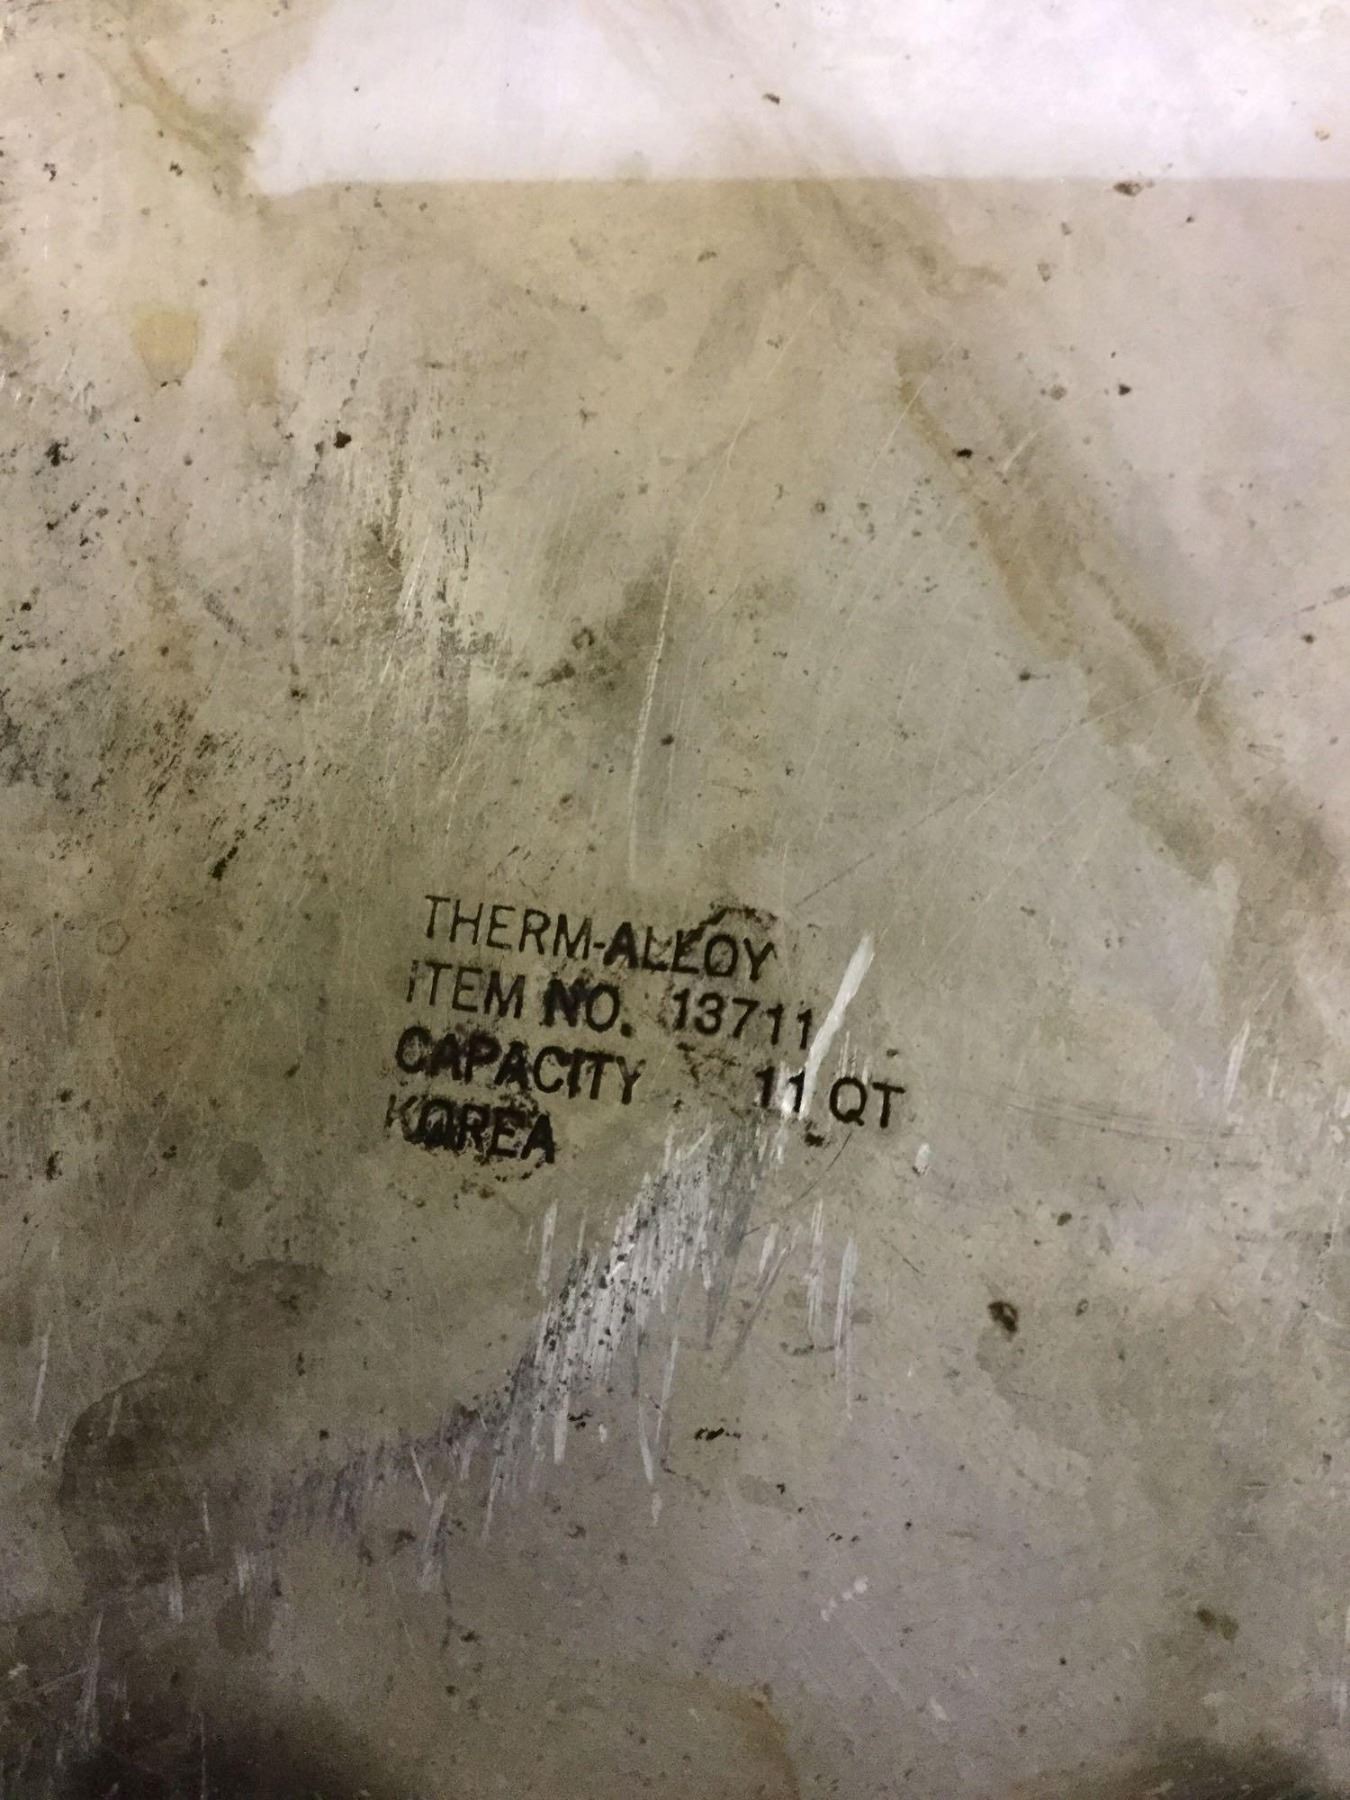 THERM-ALLOY
ITEM NO. 13711
CAPACITY 11 QT
KOREA